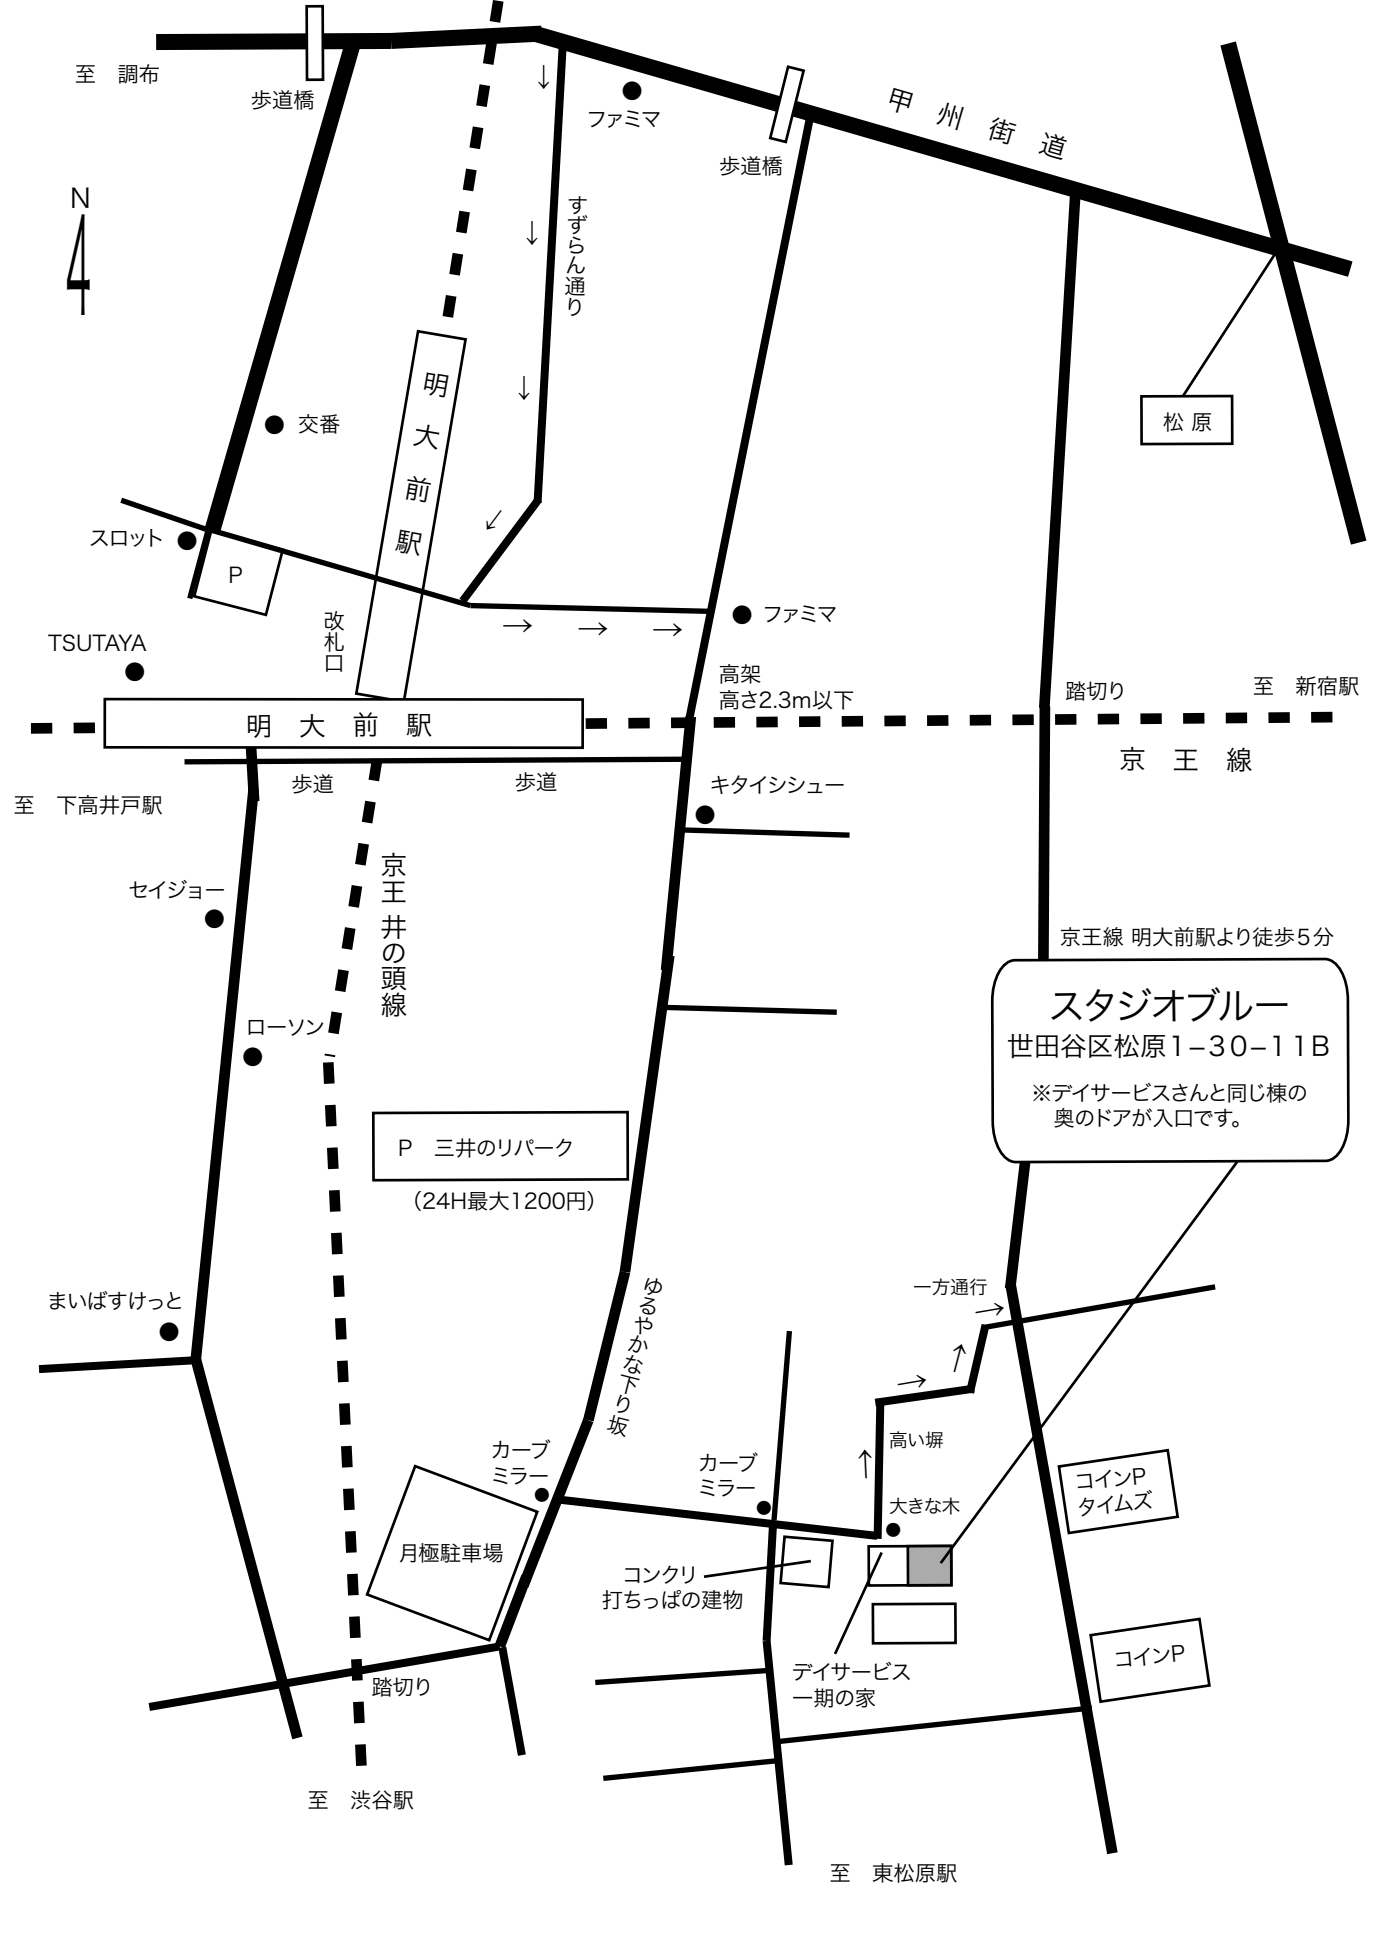 至　調布
歩道橋
ファミマ
歩道橋
甲　州　街　道
N
すずらん通り
明　大　前　駅
交番
松 原
スロット
P
改札口
ファミマ
TSUTAYA
高架
高さ2.3m以下
踏切り
至　新宿駅
明　大　前　駅
京　王　線
歩道
歩道
キタイシシュー
至　下高井戸駅
京王 井の頭線
セイジョー
京王線 明大前駅より徒歩５分
スタジオブルー
世田谷区松原１−３０−１１B
※デイサービスさんと同じ棟の
奥のドアが入口です。
ローソン
P　三井のリパーク
（24H最大1200円）
まいばすけっと
一方通行
ゆるやかな下り坂
カーブ
ミラー
カーブ
ミラー
高い塀
大きな木
コインP
タイムズ
月極駐車場
コンクリ
打ちっぱの建物
デイサービス
一期の家
コインP
踏切り
至　渋谷駅
至　東松原駅